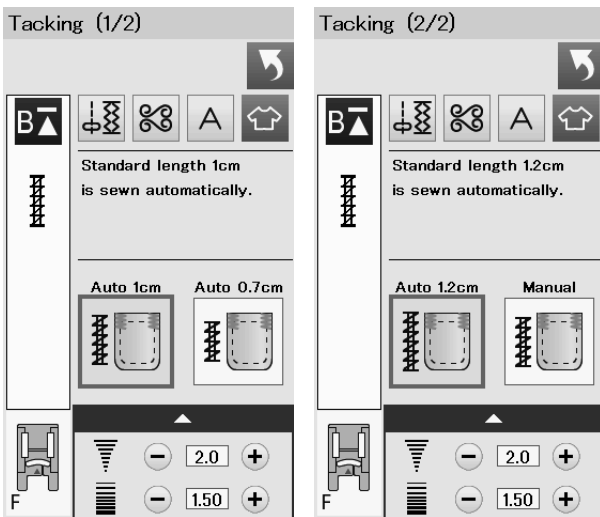 Tacking (1/2)
B
A
Standard length 1cm
is sewn automatically.
Auto 1cm Auto 0.7cm
2.0
F
1.50
Tacking (2/2)
B
A
Standard length 1.2cm
is sewn automatically.
Auto 1.2cm Manual
2.0
F
1.50